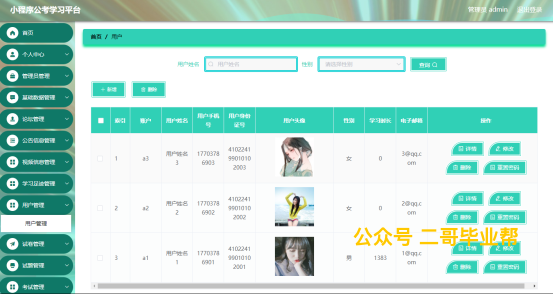 小程序公考学习平台
管理员 admin 退出登录
首页
个人中心
管理员管理
基础数据管理
论坛管理
公告信息管理
视频信息管理
学习足迹管理
用户管理
用户管理
试卷管理
试题管理
考试管理
首页 / 用户
用户姓名 用户姓名 性别 请选择性别 查询
+ 新增 删除
索引 账户 用户姓名 用户手机号 用户身份证号 用户头像 性别 学习时长 电子邮箱 操作
1 a3 用户姓名3 17703786903 410224199010102003 女 0 3@qq.com 详情 修改 删除 重置密码
2 a2 用户姓名2 17703786902 410224199010102002 女 0 2@qq.com 详情 修改 删除 重置密码
3 a1 用户姓名1 17703786901 410224199010102001 男 1383 1@qq.com 详情 修改 删除 重置密码
公众号 二哥毕业帮